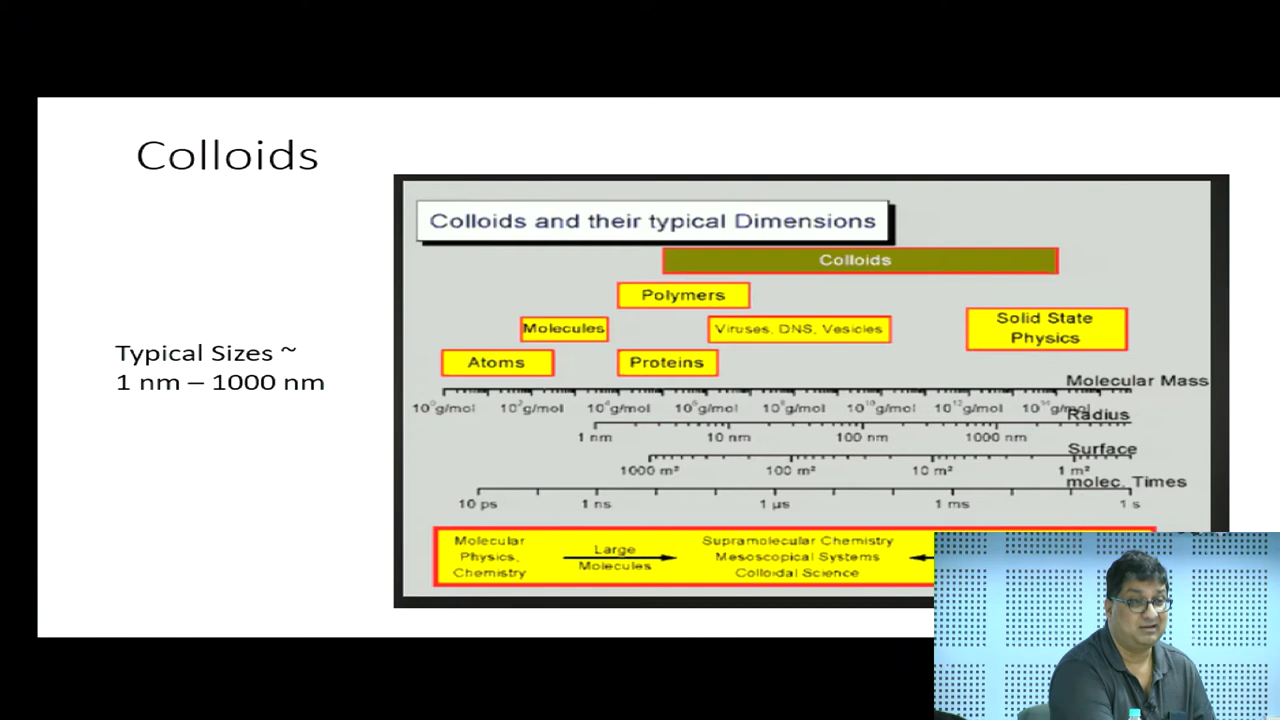 Colloids
Typical Sizes ~
1 nm – 1000 nm
Colloids and their typical Dimensions
Colloids
Polymers
Molecules
Viruses, DNS, Vesicles
Solid State
Physics
Atoms
Proteins
Molecular Mass
10⁰g/mol 10²g/mol 10⁴g/mol 10⁶g/mol 10⁸g/mol 10¹⁰g/mol 10¹²g/mol 10¹⁴g/mol
Radius
1 nm 10 nm 100 nm 1000 nm
Surface
1000 m² 100 m² 10 m² 1 m²
molec. Times
10 ps 1 ns 1 µs 1 ms 1 s
Molecular
Physics,
Chemistry
Large
Molecules
Supramolecular Chemistry
Mesoscopical Systems
Colloidal Science